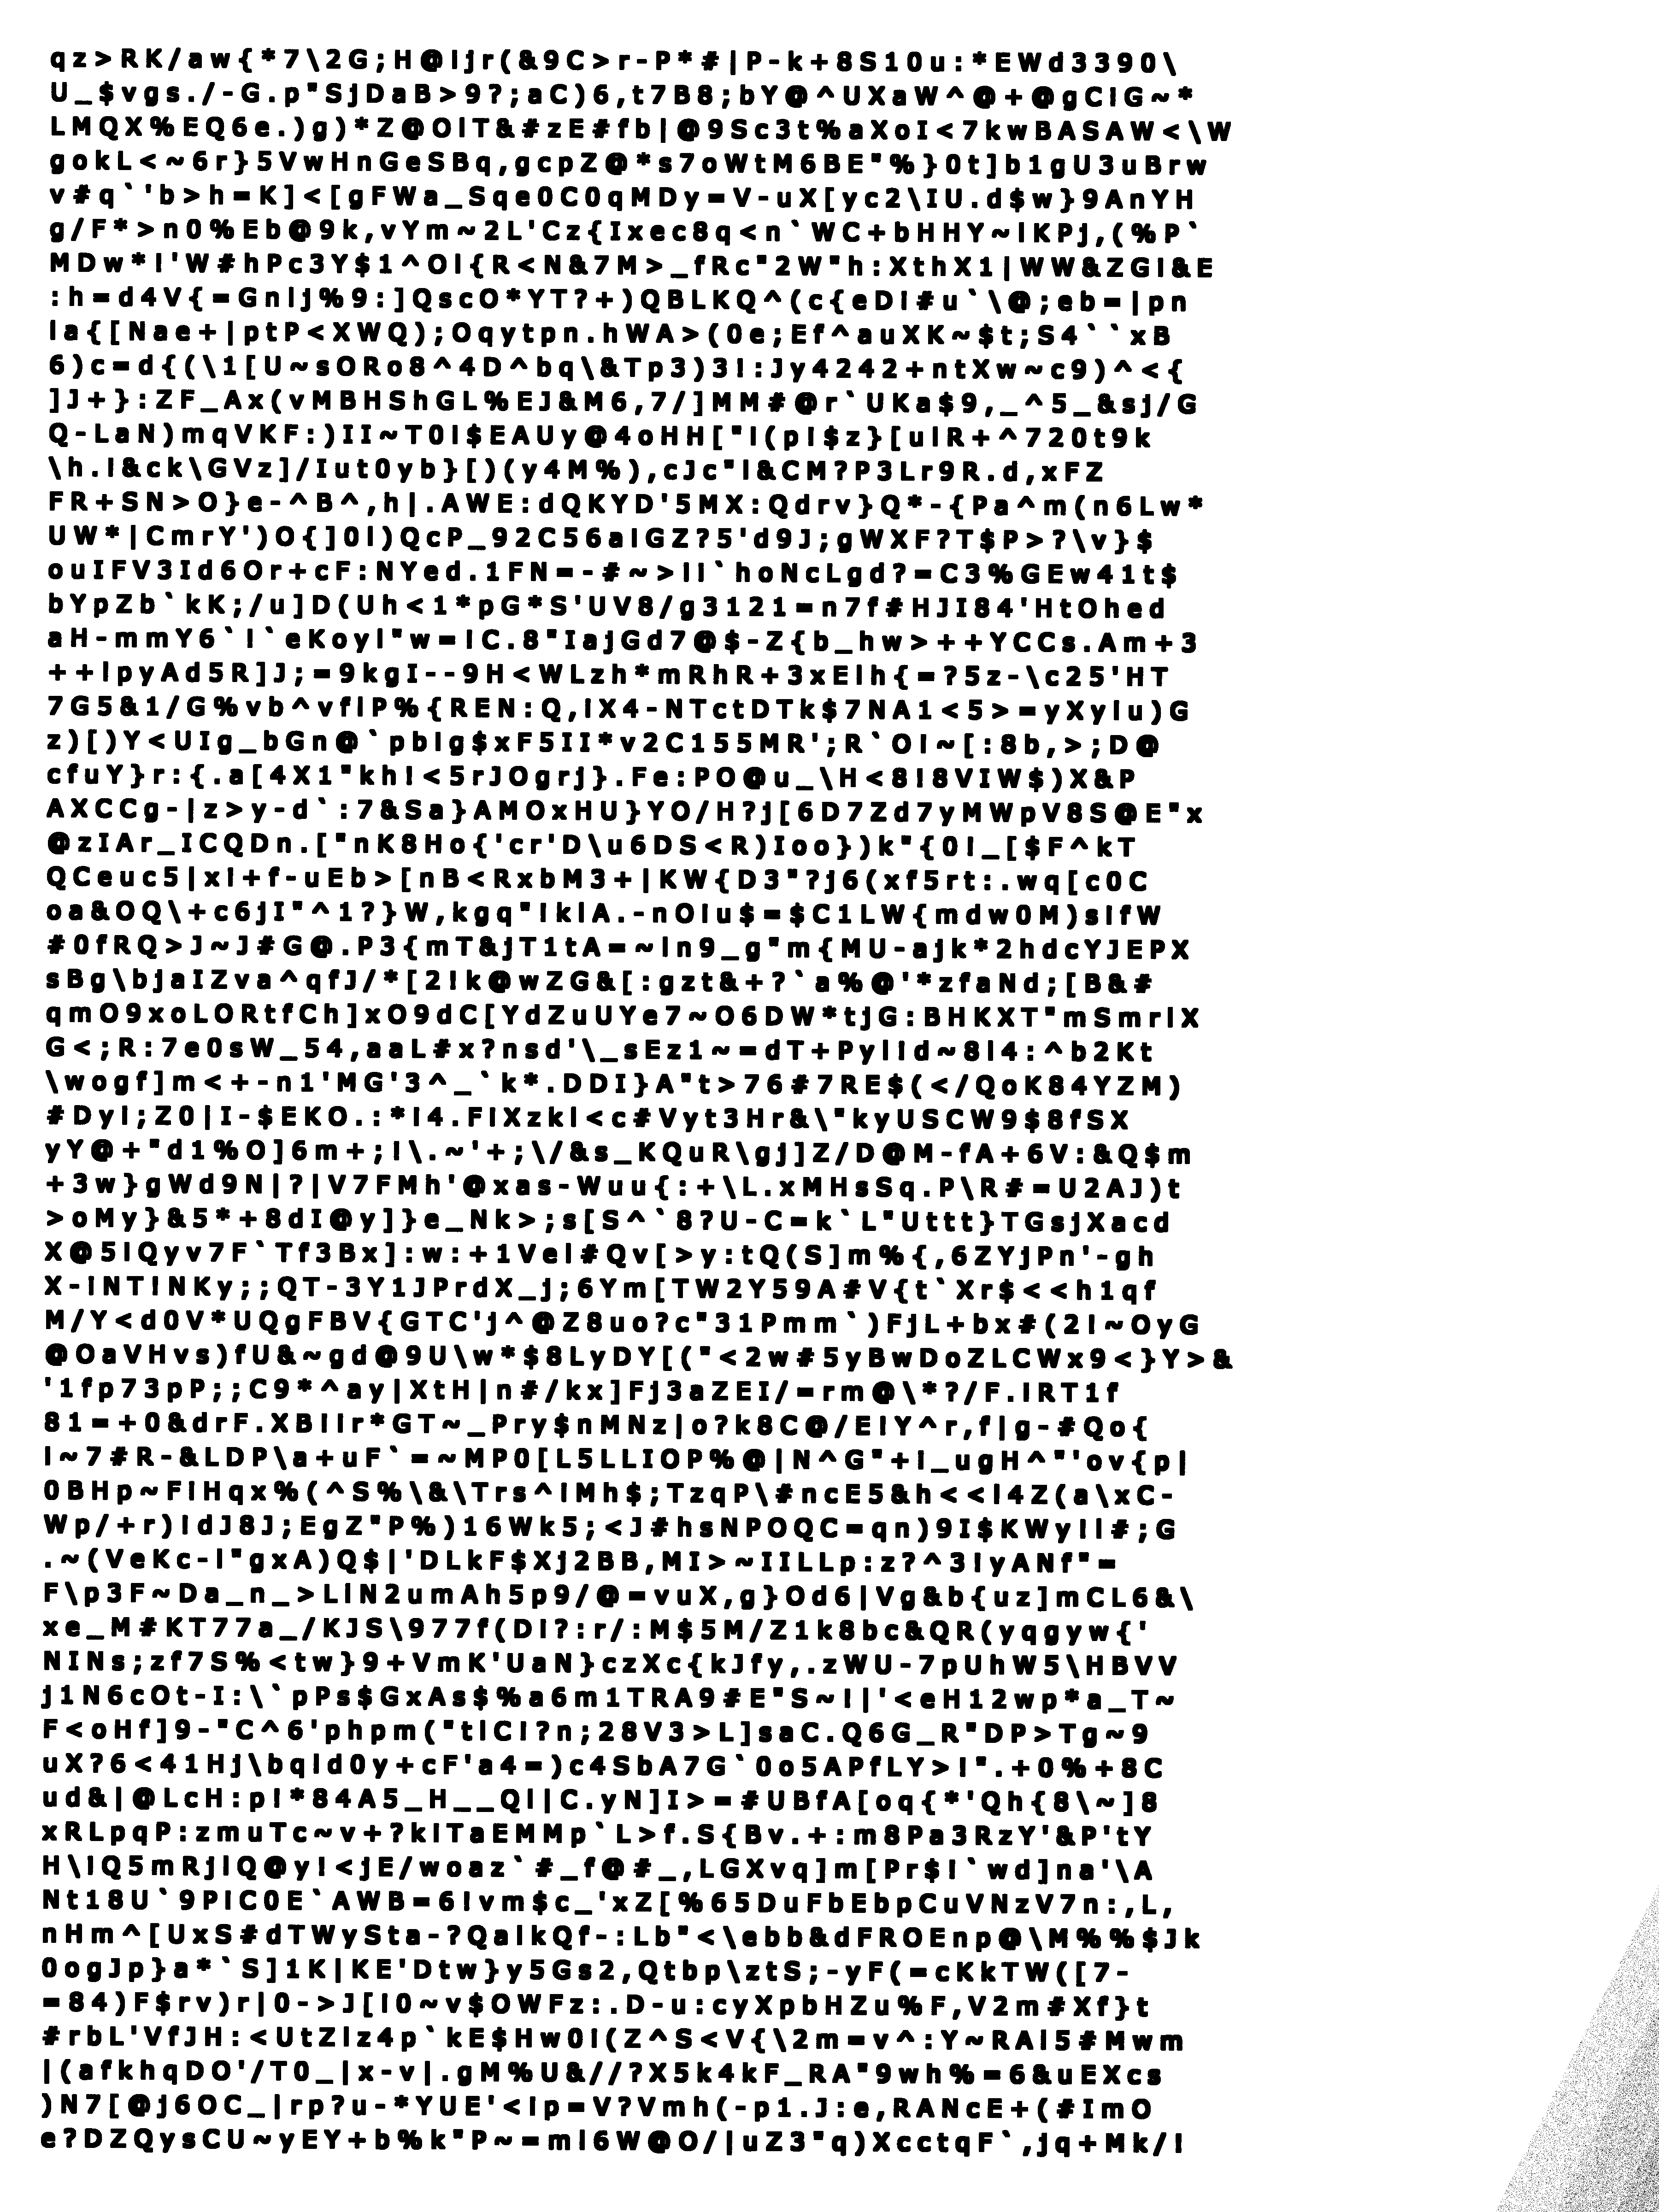 qz>RK/aw{*7\2G;H@ljr(&9C>r-P*#|P-k+8S10u:*EWd3390\
U_$vgs./-G.p"SjDaB>9?;aC)6,t7B8;bY@^UXaW^@+@gCiG~*
LMQX%EQ6e.)g)*Z@OlT&#zE#fb|@9Sc3t%aXoI<7kwBASAW<\W
gokL<~6r}5VwHnGeSBq,gcpZ@*s7oWtM6BE"%}0t]b1gU3uBrw
v#q`'b>h=K]<[gFWa_Sqe0C0qMDy=V-uX[yc2\IU.d$w}9AnYH
g/F*>n0%Eb@9k,vYm~2L'Cz{Ixec8q<n`WC+bHHY~lKPj,(%P`
MDw*!'W#hPc3Y$1^Ol{R<N&7M>_fRc"2W"h:XthX1|WW&ZGl&E
:h=d4V{=Gnlj%9:]QscO*YT?+)QBLKQ^(c{eD!#u`\@;eb=|pn
la{[Nae+|ptP<XWQ);Oqytpn.hWA>(0e;Ef^auXK~$t;S4``xB
6)c=d{(\1[U~sORo8^4D^bq\&Tp3)3!:Jy4242+ntXw~c9)^<{
]J+}:ZF_Ax(vMBHShGL%EJ&M6,7/]MM#@r`UKa$9,_^5_&sj/G
Q-LaN)mqVKF:)II~T0l$EAUy@4oHH["l(pi$z}[ulR+^720t9k
\h.l&ck\GVz]/Iut0yb}[)(y4M%),cJc"l&CM?P3Lr9R.d,xFZ
FR+SN>O}e-^B^,h|.AWE:dQKYD'5MX:Qdrv}Q*-{Pa^m(n6Lw*
UW*|CmrY')O{]0l)QcP_92C56alGZ?5'd9J;gWXF?T$P>?\v}$
ouIFV3Id6Or+cF:NYed.1FN=-#~>li`hoNcLgd?=C3%GEw41t$
bYpZb`kK;/u]D(Uh<1*pG*S'UV8/g3121=n7f#HJI84'HtOhed
aH-mmY6`l`eKoyl"w=lC.8"IajGd7@$-Z{b_hw>++YCCs.Am+3
++lpyAd5R]J;=9kgI--9H<WLzh*mRhR+3xElh{=?5z-\c25'HT
7G5&1/G%vb^vflP%{REN:Q,iX4-NTctDTk$7NA1<5>=yXylu)G
z)[)Y<UIg_bGn@`pblg$xF5II*v2C155MR';R`Ol~[:8b,>;D@
cfuY}r:{.a[4X1"kh!<5rJOgrj}.Fe:PO@u_\H<8!8VIW$)X&P
AXCCg-|z>y-d`:7&Sa}AMOxHU}YO/H?j[6D7Zd7yMWpV8S@E"x
@zIAr_ICQDn.["nK8Ho{'cr'D\u6DS<R)Ioo})k"{0!_[$F^kT
QCeuc5|x!+f-uEb>[nB<RxbM3+|KW{D3"?j6(xf5rt:.wq[c0C
oa&OQ\+c6jI"^1?}W,kgq"!klA.-nOlu$=$C1LW{mdw0M)slfW
#0fRQ>J~J#G@.P3{mT&jT1tA=~ln9_g"m{MU-ajk*2hdcYJEPX
sBg\bjaIZva^qfJ/*[2!k@wZG&[:gzt&+?`a%@'*zfaNd;[B&#
qmO9xoLORtfCh]xO9dC[YdZuUYe7~O6DW*tjG:BHKXT"mSmrlX
G<;R:7e0sW_54,aaL#x?nsd'\_sEz1~=dT+Pylid~8l4:^b2Kt
\wogf]m<+-n1'MG'3^_`k*.DDI}A"t>76#7RE$(</QoK84YZM)
#Dyl;Z0|I-$EKO.:*l4.FiXzkl<c#Vyt3Hr&\"kyUSCW9$8fSX
yY@+"d1%O]6m+;l\.~'+;\/&s_KQuR\gj]Z/D@M-fA+6V:&Q$m
+3w}gWd9N|?|V7FMh'@xas-Wuu{:+\L.xMHsSq.P\R#=U2AJ)t
>oMy}&5*+8dI@y]}e_Nk>;s[S^`8?U-C=k`L"Uttt}TGsjXacd
X@5lQyv7F`Tf3Bx]:w:+1Vel#Qv[>y:tQ(S]m%{,6ZYjPn'-gh
X-iNT!NKy;;QT-3Y1JPrdX_j;6Ym[TW2Y59A#V{t`Xr$<<h1qf
M/Y<d0V*UQgFBV{GTC'j^@Z8uo?c"31Pmm`)FjL+bx#(2l~OyG
@OaVHvs)fU&~gd@9U\w*$8LyDY[("<2w#5yBwDoZLCWx9<}Y>&
'1fp73pP;;C9*^ay|XtH|n#/kx]Fj3aZEI/=rm@\*?/F.lRT1f
81=+0&drF.XBllr*GT~_Pry$nMNz|o?k8C@/E!Y^r,f|g-#Qo{
l~7#R-&LDP\a+uF`=~MP0[L5LLIOP%@|N^G"+l_ugH^"'ov{p|
0BHp~FiHqx%(^S%\&\Trs^lMh$;TzqP\#ncE5&h<<l4Z(a\xC-
Wp/+r)ldJ8J;EgZ"P%)16Wk5;<J#hsNPOQC=qn)9I$KWyll#;G
.~(VeKc-l"gxA)Q$|'DLkF$Xj2BB,MI>~IILLp:z?^3!yANf"=
F\p3F~Da_n_>LiN2umAh5p9/@=vuX,g}Od6|Vg&b{uz]mCL6&\
xe_M#KT77a_/KJS\977f(Dl?:r/:M$5M/Z1k8bc&QR(yqgyw{'
NINs;zf7S%<tw}9+VmK'UaN}czXc{kJfy,.zWU-7pUhW5\HBVV
j1N6cOt-I:\`pPs$GxAs$%a6m1TRA9#E"S~!|'<eH12wp*a_T~
F<oHf]9-"C^6'phpm("tlC!?n;28V3>L]saC.Q6G_R"DP>Tg~9
uX?6<41Hj\bqld0y+cF'a4=)c4SbA7G`0o5APfLY>!".+0%+8C
ud&|@LcH:p!*84A5_H__Ql|C.yN]I>=#UBfA[oq{*'Qh{8\~]8
xRLpqP:zmuTc~v+?klTaEMMp`L>f.S{Bv.+:m8Pa3RzY'&P'tY
H\lQ5mRjlQ@y!<jE/woaz`#_f@#_,LGXvq]m[Pr$!`wd]na'\A
Nt18U`9PlC0E`AWB=6!vm$c_'xZ[%65DuFbEbpCuVNzV7n:,L,
nHm^[UxS#dTWySta-?QalkQf-:Lb"<\ebb&dFROEnp@\M%%$Jk
0ogJp}a*`S]1K|KE'Dtw}y5Gs2,Qtbp\ztS;-yF(=cKkTW([7-
=84)F$rv)r|0->J[l0~v$OWFz:.D-u:cyXpbHZu%F,V2m#Xf}t
#rbL'VfJH:<UtZlz4p`kE$Hw0i(Z^S<V{\2m=v^:Y~RAl5#Mwm
|(afkhqDO'/T0_|x-v|.gM%U&//?X5k4kF_RA"9wh%=6&uEXcs
)N7[@j6OC_|rp?u-*YUE'<lp=V?Vmh(-p1.J:e,RANcE+(#ImO
e?DZQysCU~yEY+b%k"P~=ml6W@O/|uZ3"q)XcctqF`,jq+Mk/!